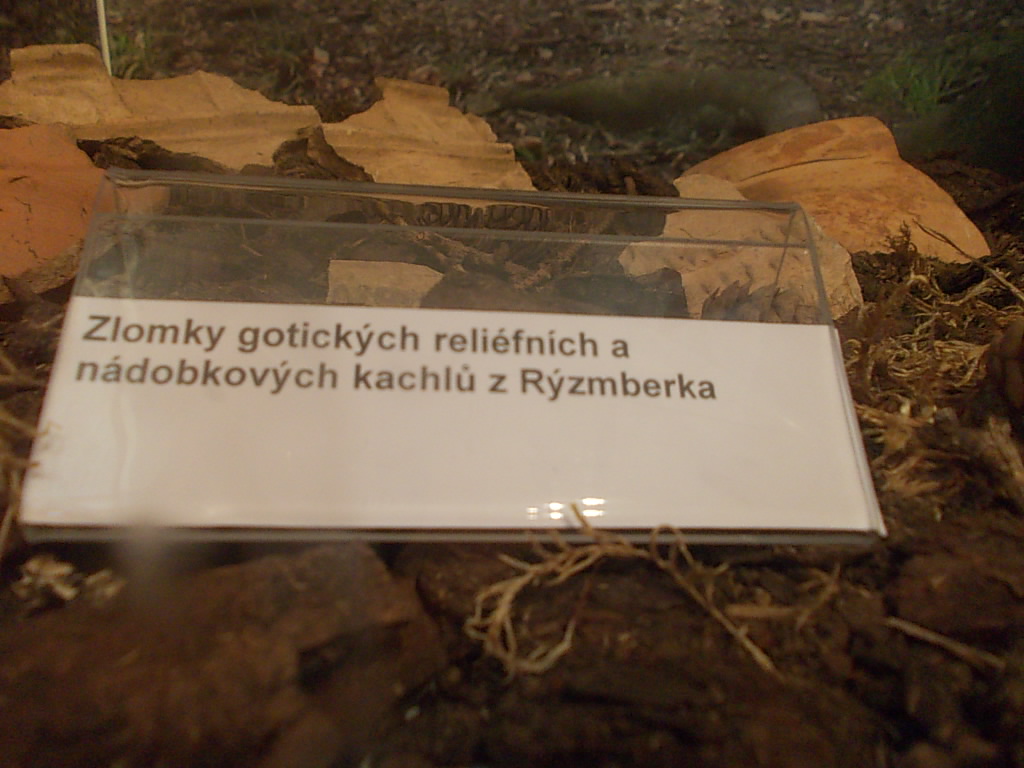 Zlomky gotických reliéfních a
nádobkových kachlů z Rýzmberka